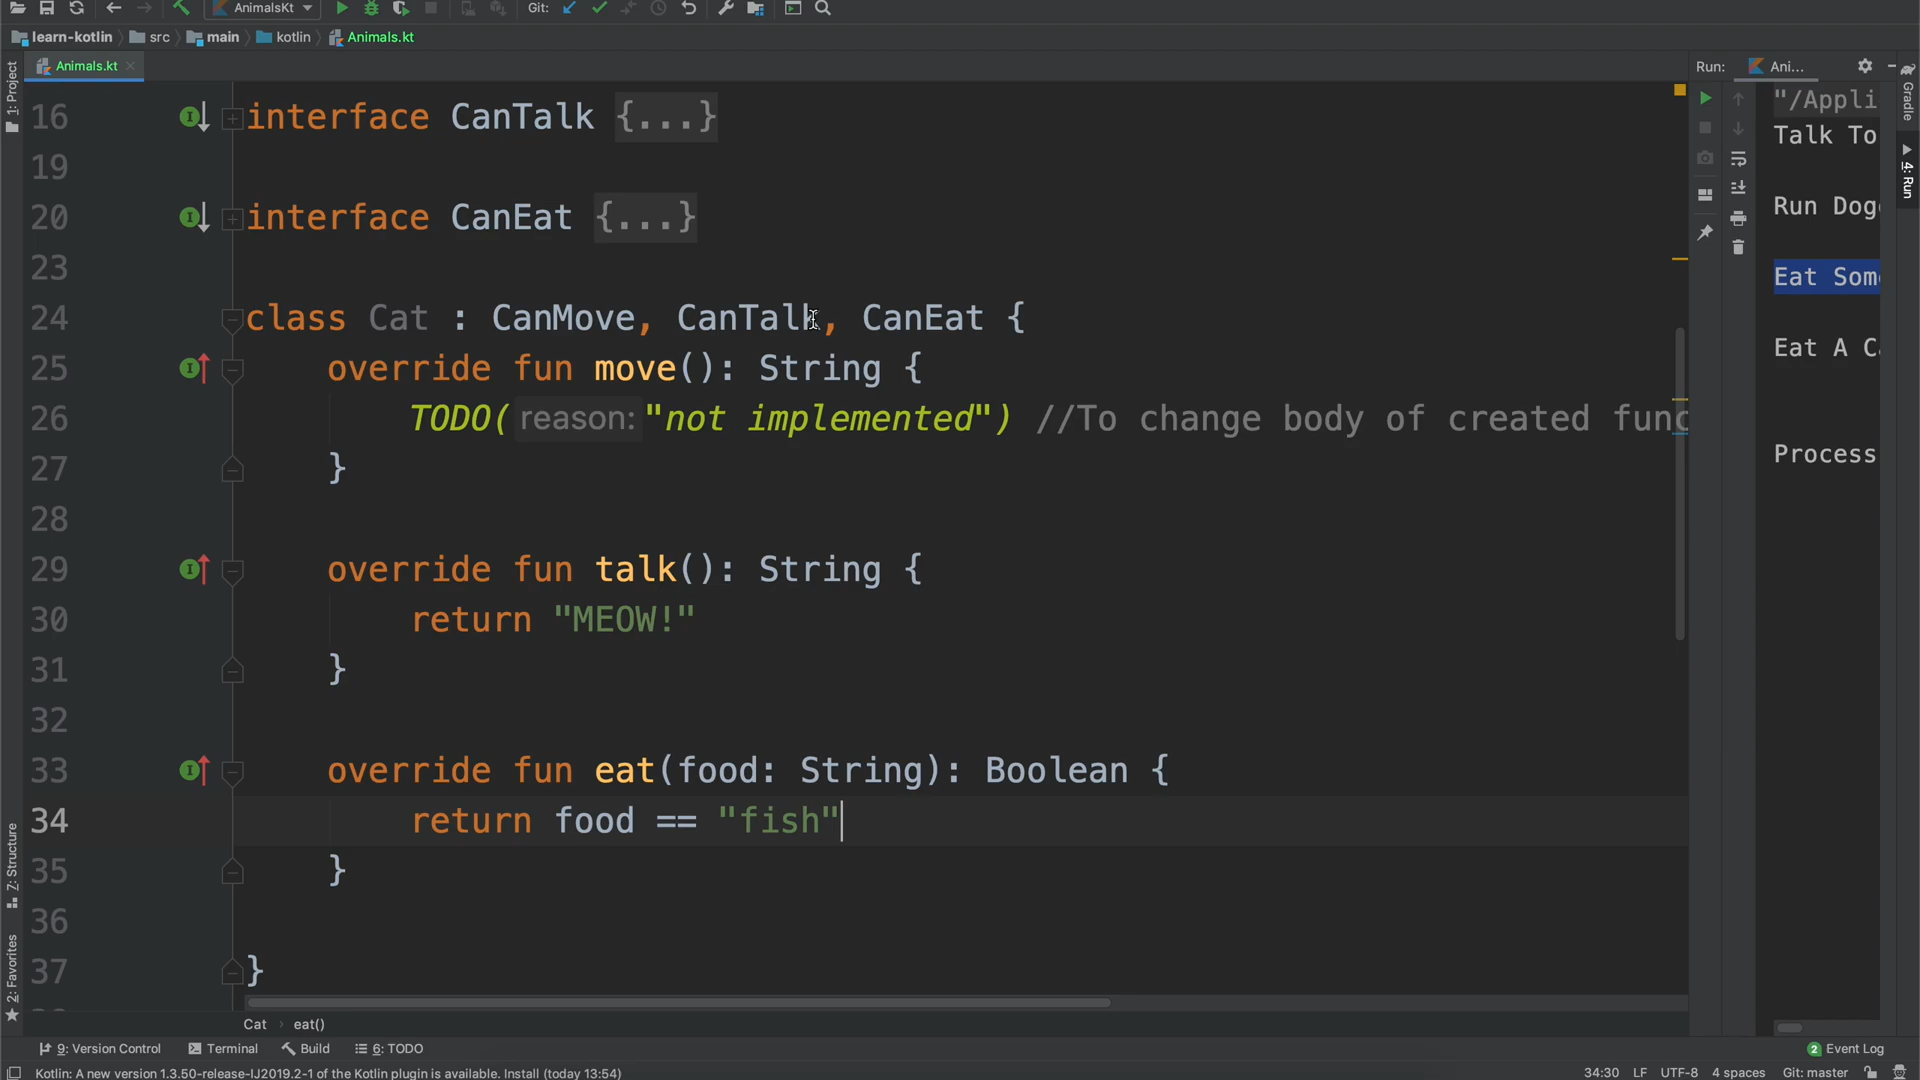 AnimalsKt Git:
learn-kotlin src main kotlin Animals.kt
1: Project
Animals.kt
16 interface CanTalk {...}
19
20 interface CanEat {...}
23
24 class Cat : CanMove, CanTalk, CanEat {
25 override fun move(): String {
26 TODO( reason: "not implemented") //To change body of created func
27 }
28
29 override fun talk(): String {
30 return "MEOW!"
31 }
32
33 override fun eat(food: String): Boolean {
34 return food == "fish"
35 }
36
37 }
Cat eat()
Run: Ani...
"/Appli
Talk To
Run Dog
Eat Som
Eat A C
Process
Gradle
4: Run
Z: Structure
2: Favorites
9: Version Control Terminal Build 6: TODO 2 Event Log
Kotlin: A new version 1.3.50-release-IJ2019.2-1 of the Kotlin plugin is available. Install (today 13:54) 34:30 LF UTF-8 4 spaces Git: master